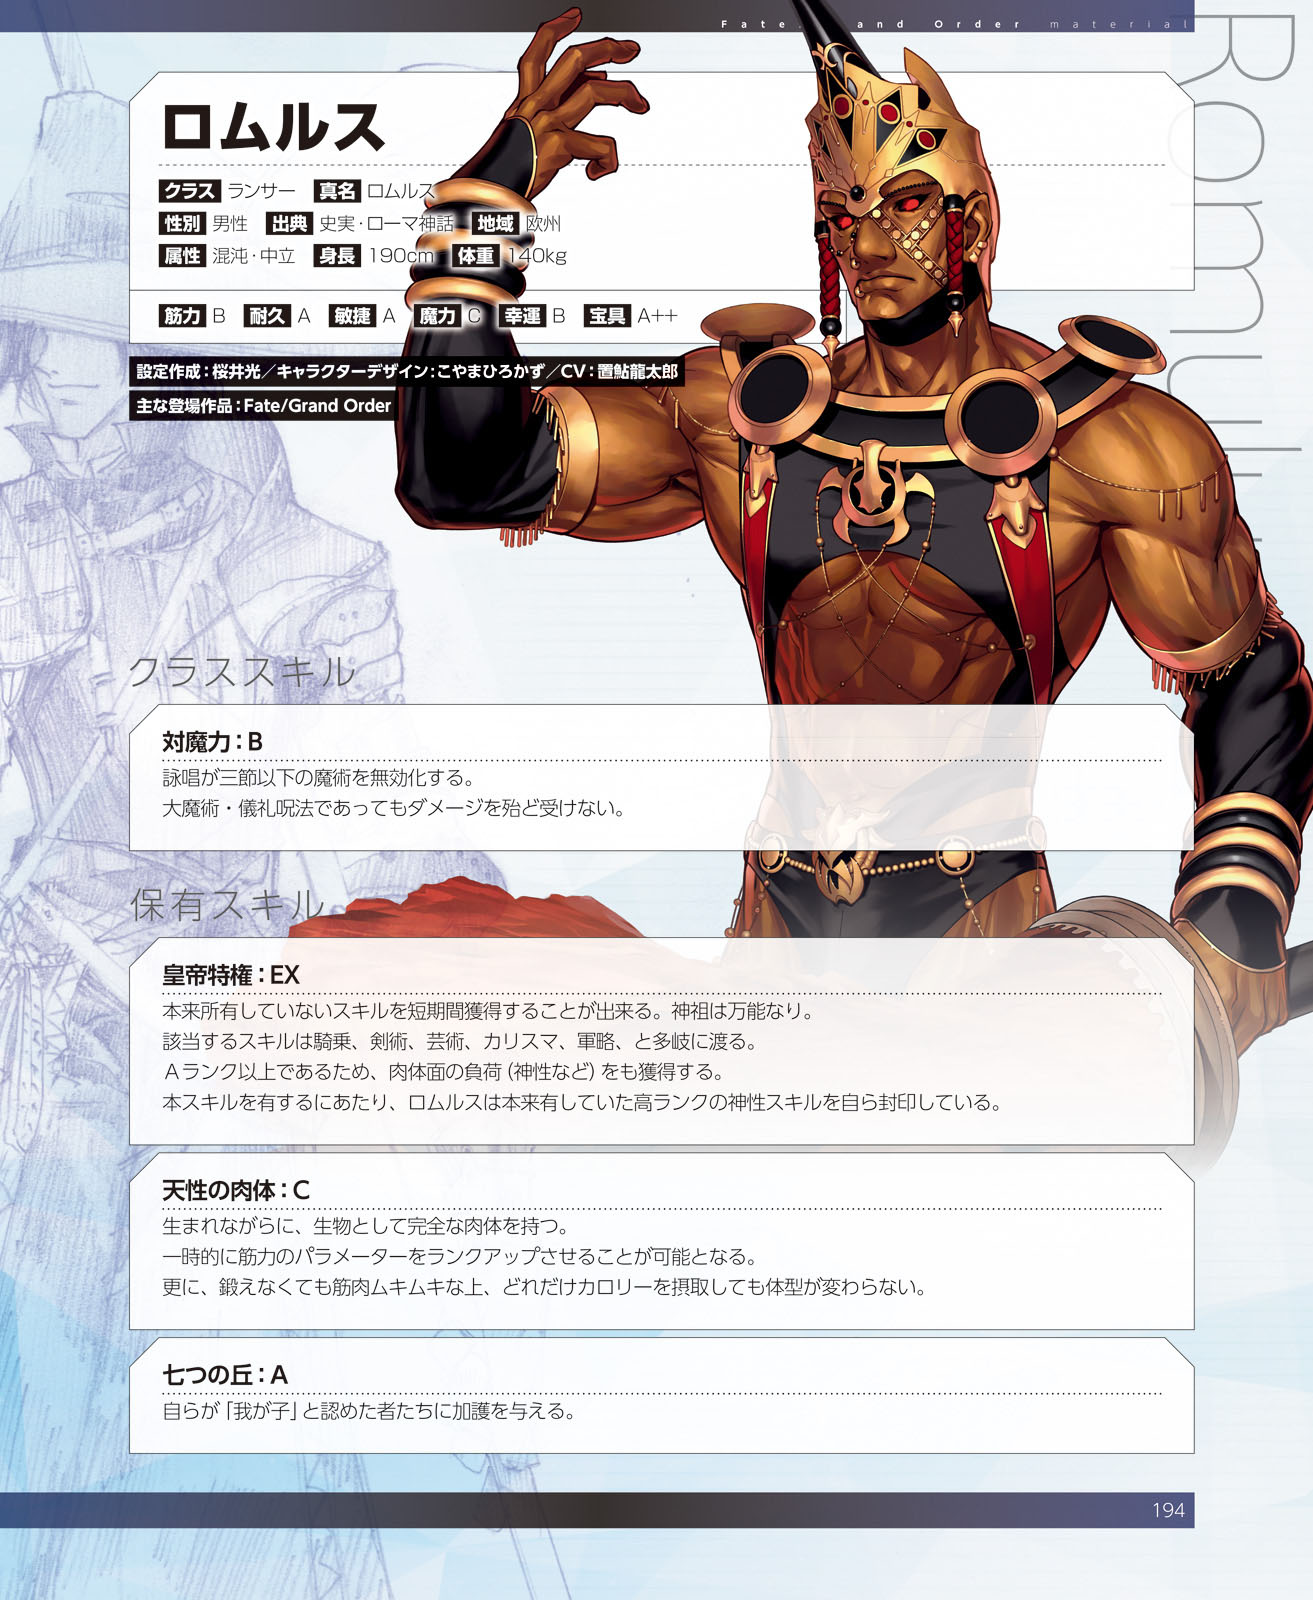 Fate and Order material
Romulus
ロムルス
クラス ランサー 真名 ロムルス
性別 男性 出典 史実・ローマ神話 地域 欧州
属性 混沌・中立 身長 190cm 体重 140kg
筋力 B 耐久 A 敏捷 A 魔力 C 幸運 B 宝具 A++
設定作成：桜井光／キャラクターデザイン：こやまひろかず／CV：置鮎龍太郎
主な登場作品：Fate/Grand Order
クラススキル
対魔力：B
詠唱が三節以下の魔術を無効化する。
大魔術・儀礼呪法であってもダメージを殆ど受けない。
保有スキル
皇帝特権：EX
本来所有していないスキルを短期間獲得することが出来る。神祖は万能なり。
該当するスキルは騎乗、剣術、芸術、カリスマ、軍略、と多岐に渡る。
Ａランク以上であるため、肉体面の負荷（神性など）をも獲得する。
本スキルを有するにあたり、ロムルスは本来有していた高ランクの神性スキルを自ら封印している。
天性の肉体：C
生まれながらに、生物として完全な肉体を持つ。
一時的に筋力のパラメーターをランクアップさせることが可能となる。
更に、鍛えなくても筋肉ムキムキな上、どれだけカロリーを摂取しても体型が変わらない。
七つの丘：A
自らが「我が子」と認めた者たちに加護を与える。
194